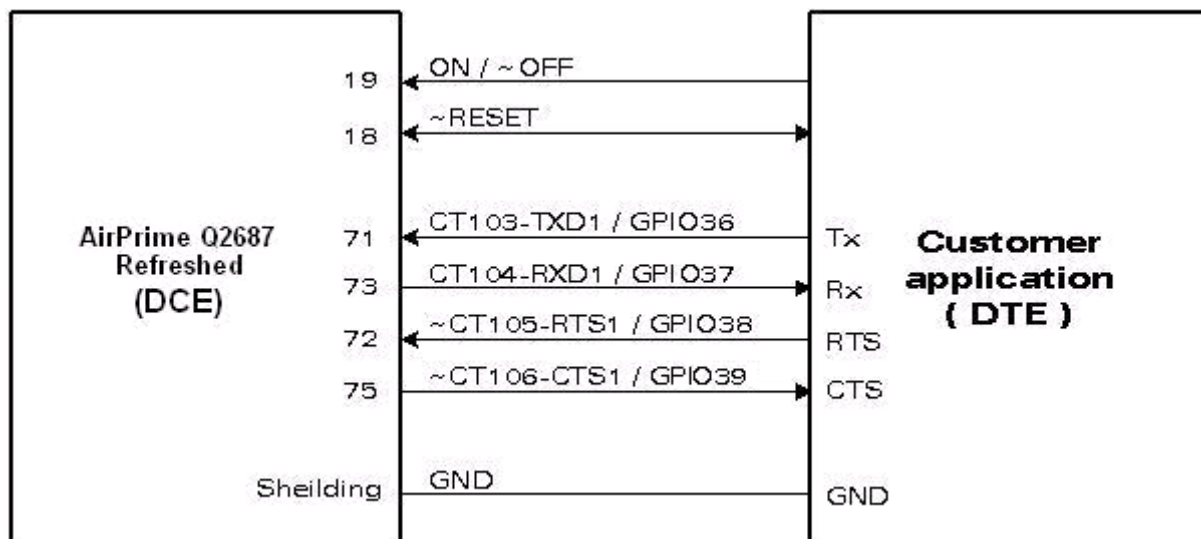 19 ON / ~OFF
18 ~RESET
AirPrime Q2687
Refreshed
(DCE)
71 CT103-TXD1 / GPIO36 Tx
73 CT104-RXD1 / GPIO37 Rx
72 ~CT105-RTS1 / GPIO38 RTS
75 ~CT106-CTS1 / GPIO39 CTS
Customer
application
( DTE )
Sheilding GND GND